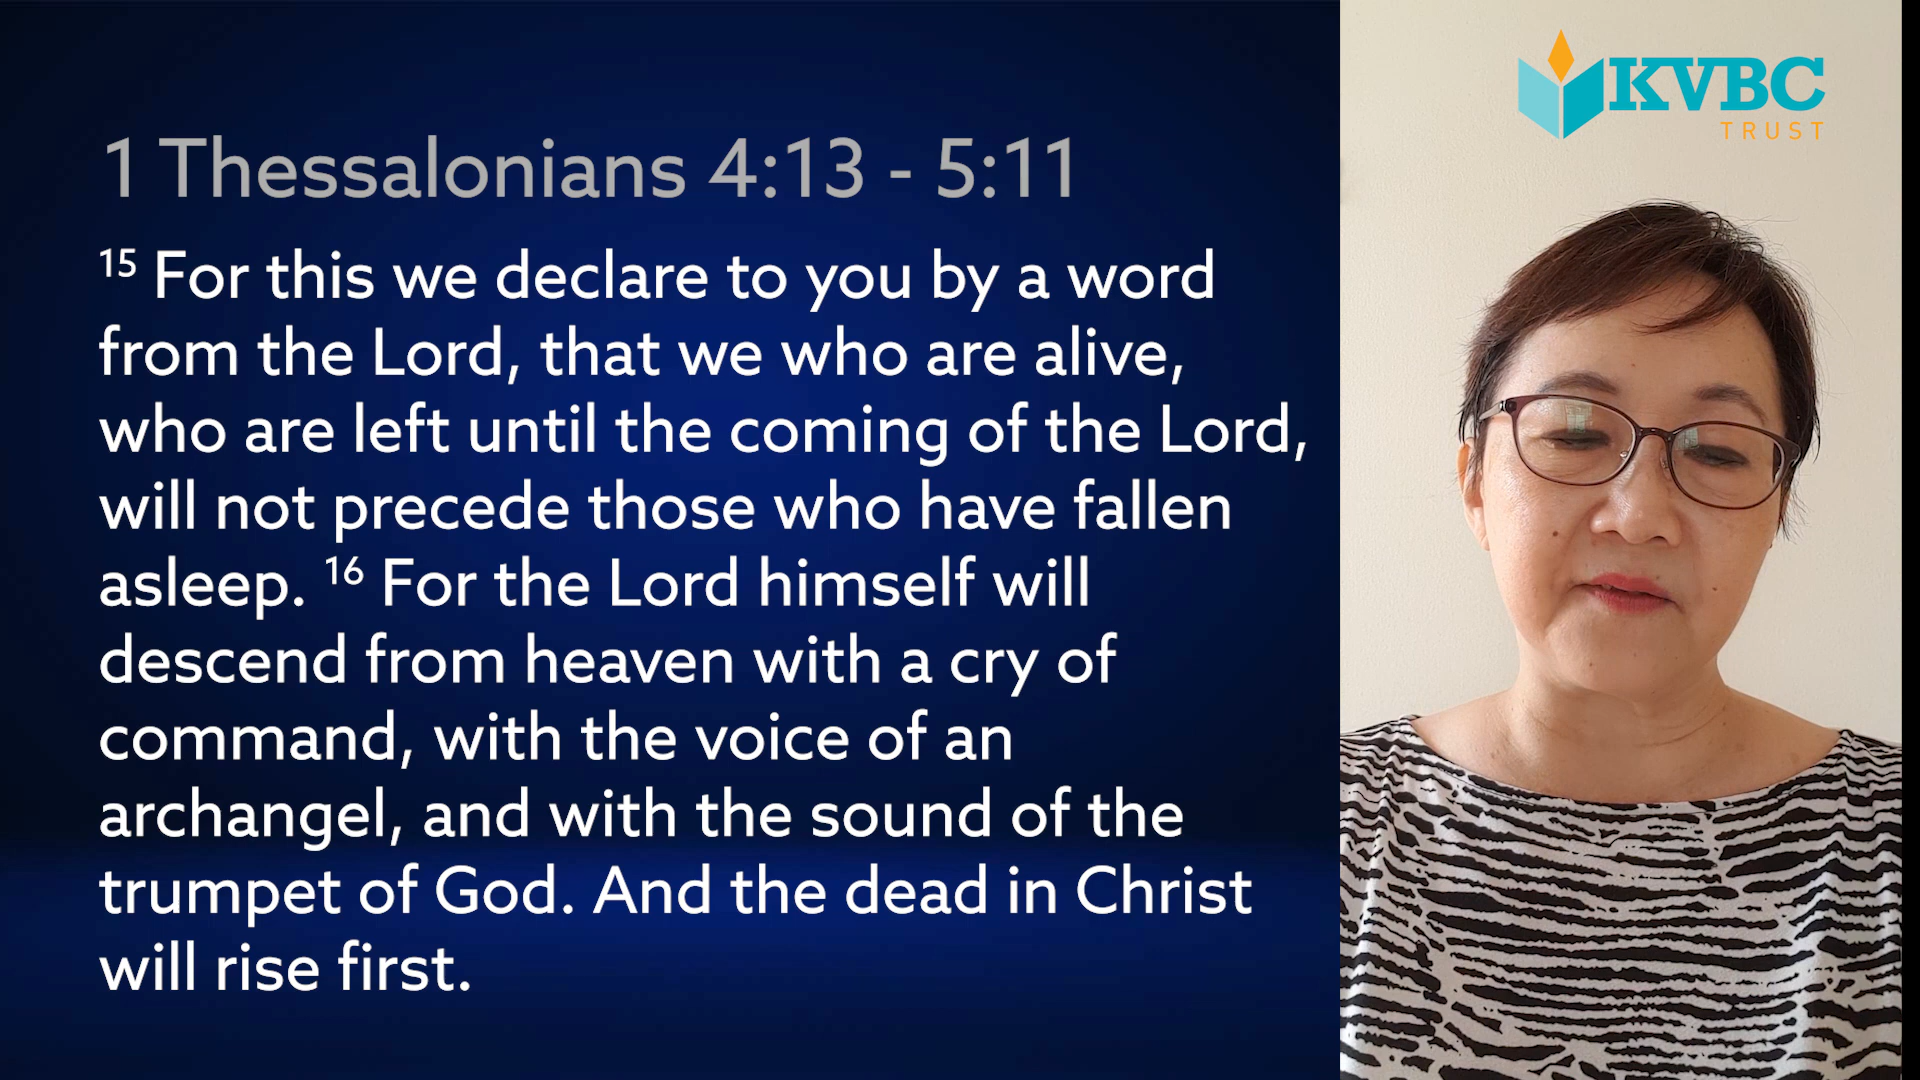 1 Thessalonians 4:13 - 5:11
15 For this we declare to you by a word
from the Lord, that we who are alive,
who are left until the coming of the Lord,
will not precede those who have fallen
asleep. 16 For the Lord himself will
descend from heaven with a cry of
command, with the voice of an
archangel, and with the sound of the
trumpet of God. And the dead in Christ
will rise first.
KVBC
TRUST